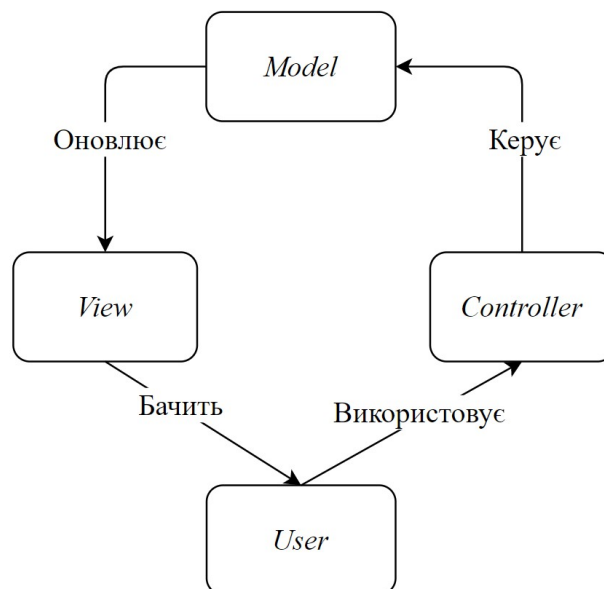 Model
Оновлює
Керує
View
Controller
Бачить
Використовує
User